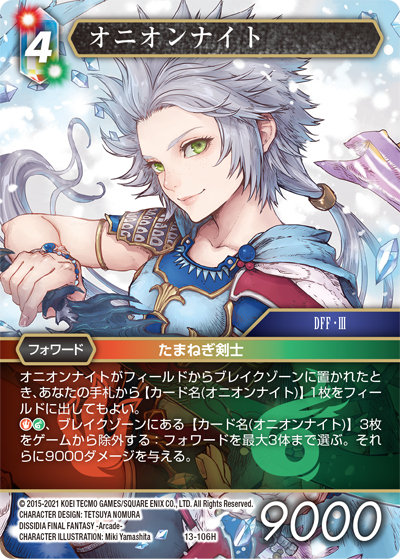 4
オニオンナイト
DFF・III
フォワード
たまねぎ剣士
オニオンナイトがフィールドからブレイクゾーンに置かれたと
き、あなたの手札から【カード名(オニオンナイト)】1枚をフィー
ルドに出してもよい。
、ブレイクゾーンにある【カード名(オニオンナイト)】3枚
をゲームから除外する：フォワードを最大3体まで選ぶ。それ
らに9000ダメージを与える。
© 2015-2021 KOEI TECMO GAMES/SQUARE ENIX CO., LTD. All Rights Reserved.
CHARACTER DESIGN: TETSUYA NOMURA
DISSIDIA FINAL FANTASY -Arcade-
CHARACTER ILLUSTRATION: Miki Yamashita
13-106H
9000